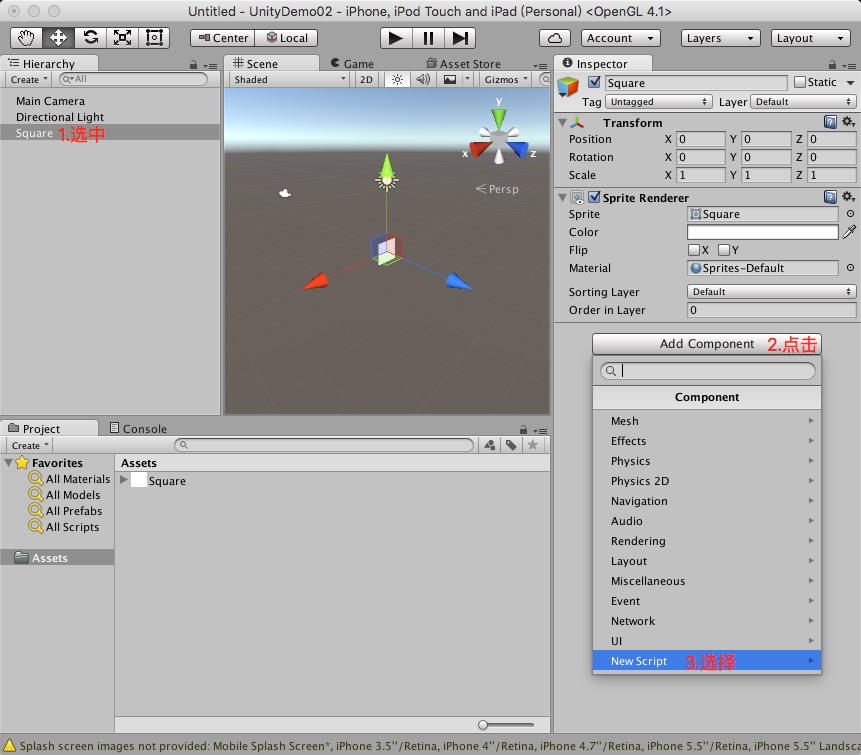 Untitled - UnityDemo02 - iPhone, iPod Touch and iPad (Personal) <OpenGL 4.1>
Center Local Account Layers Layout
Hierarchy
Create All
Main Camera
Directional Light
Square 1.选中
Scene Game Asset Store
Shaded 2D Gizmos
y
x z
Persp
Inspector
Square Static
Tag Untagged Layer Default
Transform
Position X 0 Y 0 Z 0
Rotation X 0 Y 0 Z 0
Scale X 1 Y 1 Z 1
Sprite Renderer
Sprite Square
Color
Flip X Y
Material Sprites-Default
Sorting Layer Default
Order in Layer 0
Add Component 2.点击
Component
Mesh
Effects
Physics
Physics 2D
Navigation
Audio
Rendering
Layout
Miscellaneous
Event
Network
UI
New Script 3.选择
Project Console
Create
Favorites
All Materials
All Models
All Prefabs
All Scripts
Assets
Assets
Square
Splash screen images not provided: Mobile Splash Screen*, iPhone 3.5''/Retina, iPhone 4''/Retina, iPhone 4.7''/Retina, iPhone 5.5''/Retina, iPhone 5.5'' Landsca